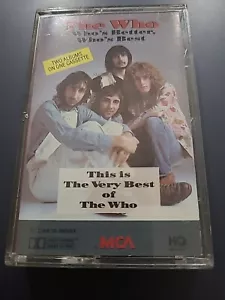 The Who
Who's Better,
Who's Best
TWO ALBUMS
ON ONE CASSETTE
This is
The Very Best
of
The Who
MCA
HQ